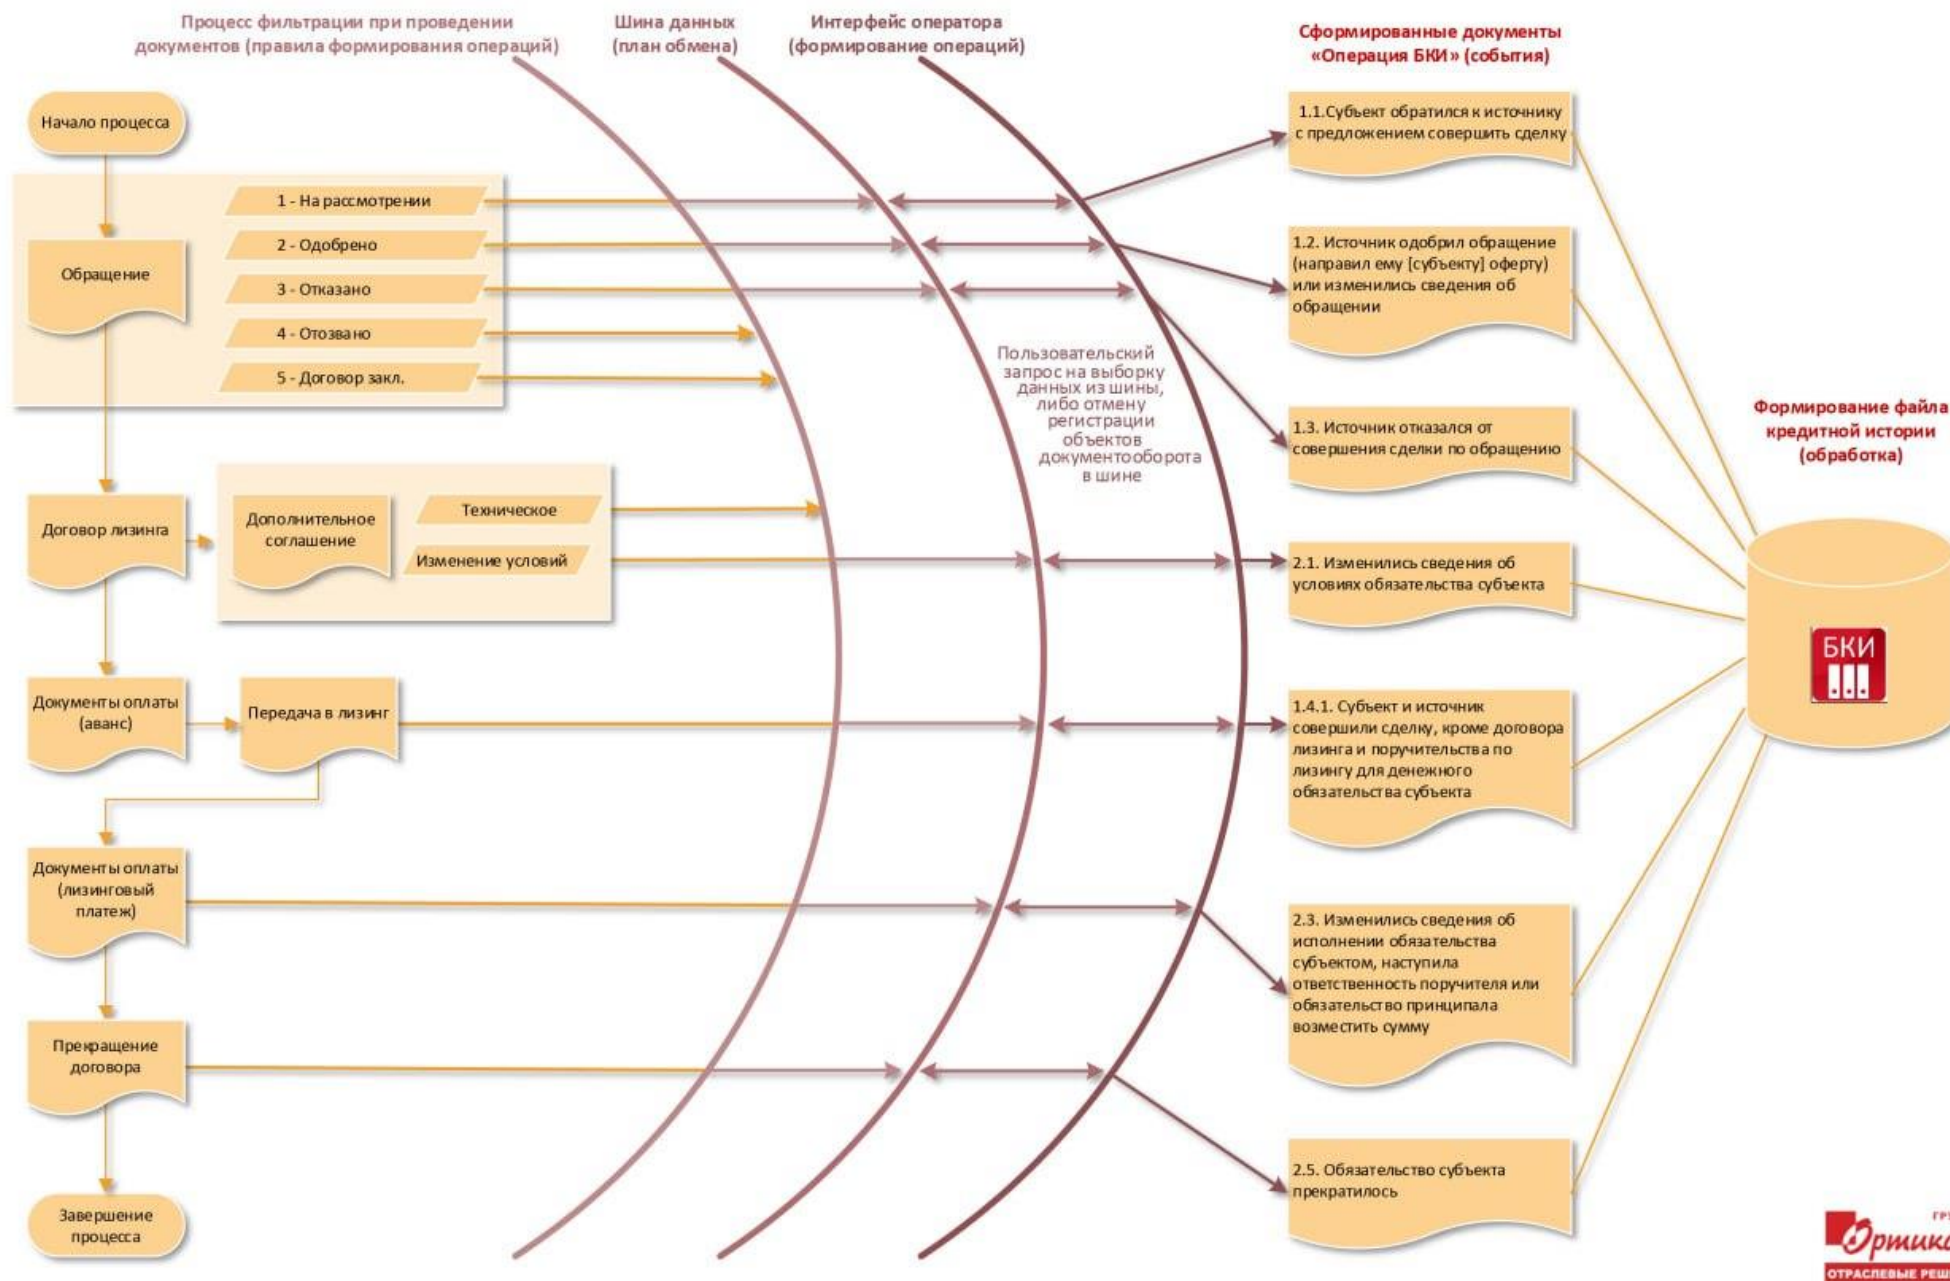 Процесс фильтрации при проведении
документов (правила формирования операций)
Шина данных
(план обмена)
Интерфейс оператора
(формирование операций)
Сформированные документы
«Операция БКИ» (события)
Начало процесса
Обращение
1 - На рассмотрении
2 - Одобрено
3 - Отказано
4 - Отозвано
5 - Договор закл.
Договор лизинга
Дополнительное
соглашение
Техническое
Изменение условий
Документы оплаты
(аванс)
Передача в лизинг
Документы оплаты
(лизинговый
платеж)
Прекращение
договора
Завершение
процесса
Пользовательский
запрос на выборку
данных из шины,
либо отмену
регистрации
объектов
документооборота
в шине
1.1.Субъект обратился к источнику
с предложением совершить сделку
1.2. Источник одобрил обращение
(направил ему [субъекту] оферту)
или изменились сведения об
обращении
1.3. Источник отказался от
совершения сделки по обращению
2.1. Изменились сведения об
условиях обязательства субъекта
1.4.1. Субъект и источник
совершили сделку, кроме договора
лизинга и поручительства по
лизингу для денежного
обязательства субъекта
2.3. Изменились сведения об
исполнении обязательства
субъектом, наступила
ответственность поручителя или
обязательство принципала
возместить сумму
2.5. Обязательство субъекта
прекратилось
Формирование файла
кредитной истории
(обработка)
БКИ
ОТРАСЛЕВЫЕ